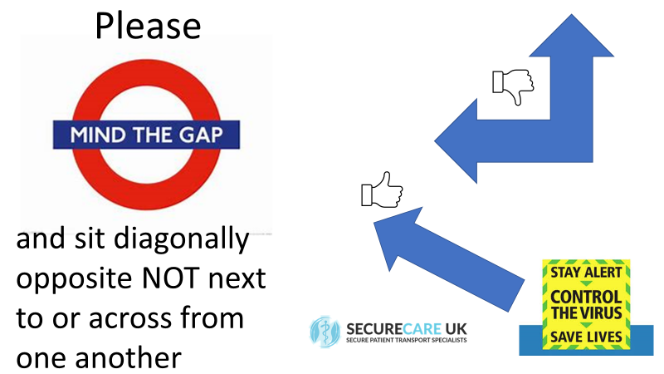 Please
MIND THE GAP
and sit diagonally
opposite NOT next
to or across from
one another
SECURECARE UK
SECURE PATIENT TRANSPORT SPECIALISTS
STAY ALERT
CONTROL
THE VIRUS
SAVE LIVES